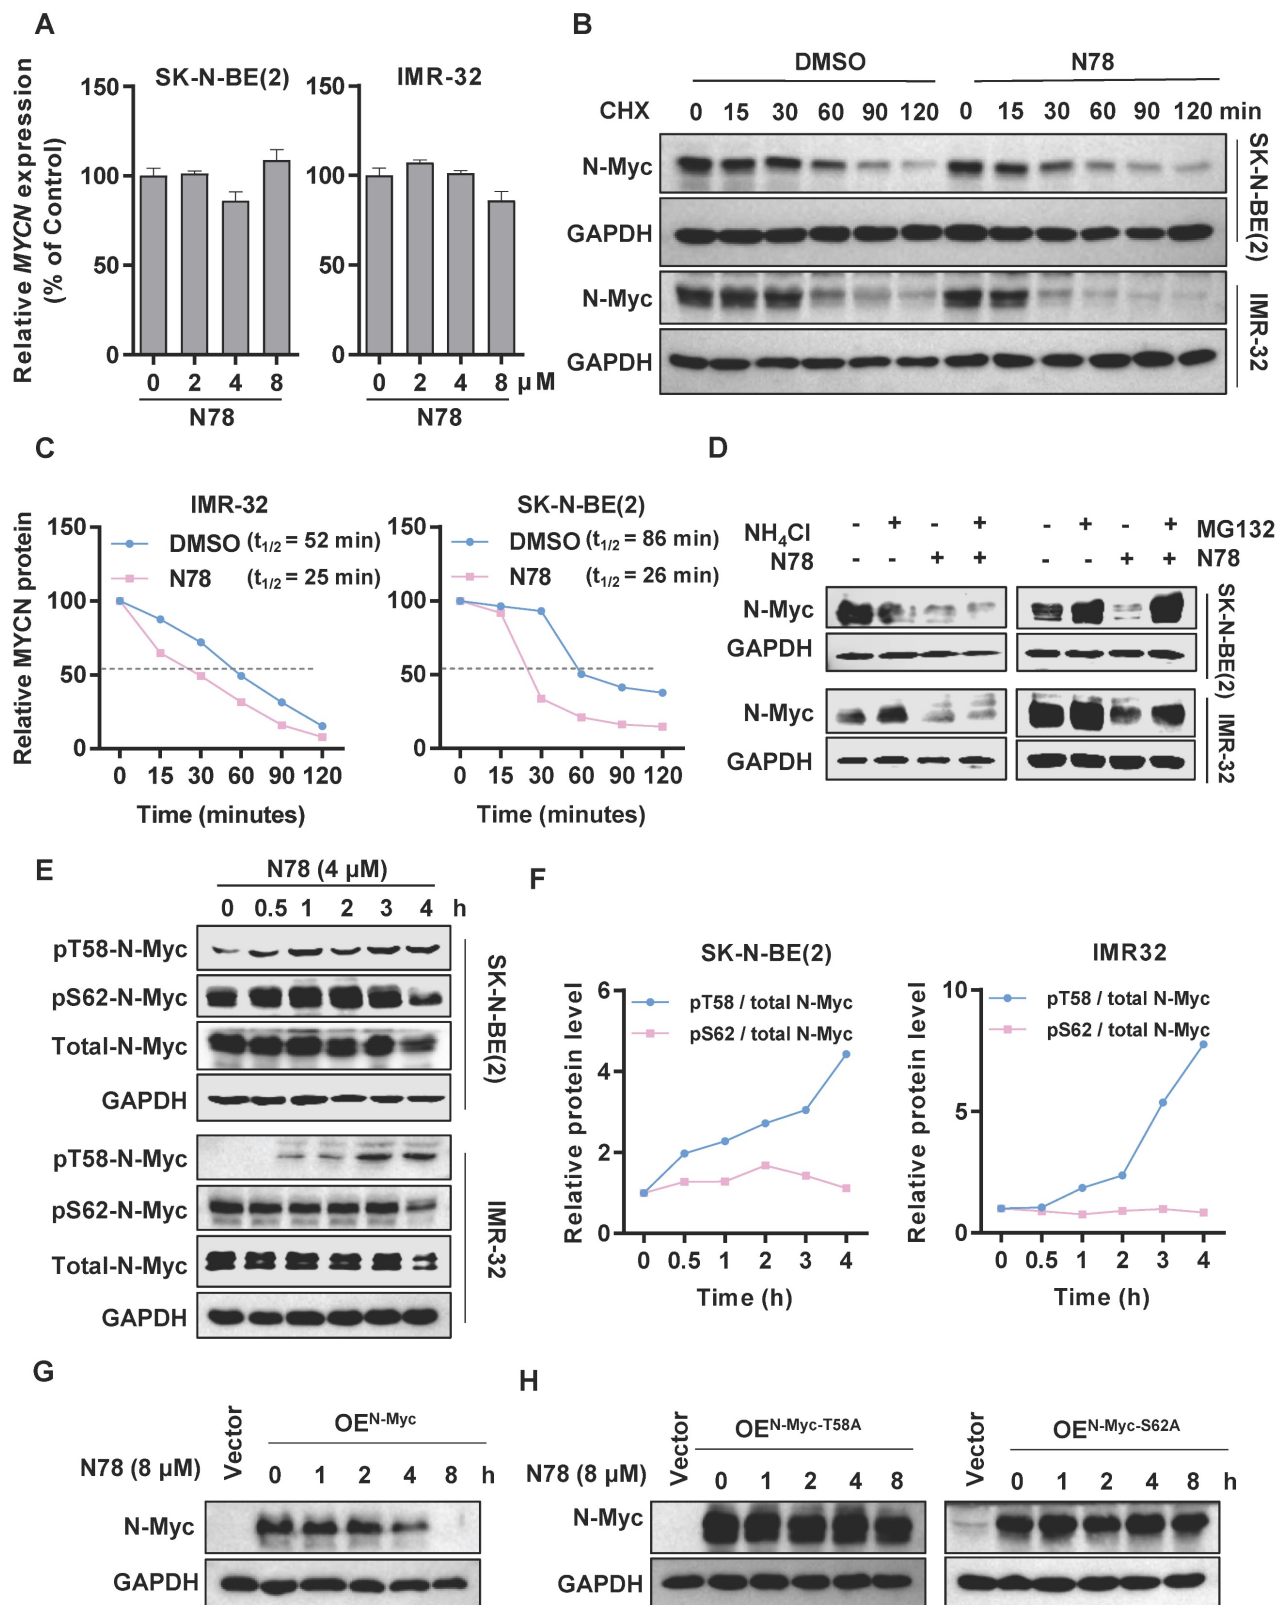 A
Relative MYCN expression
(% of Control)
SK-N-BE(2)
150
100
50
0
0 2 4 8
N78
IMR-32
150
100
50
0
0 2 4 8 μM
N78
B
DMSO N78
CHX 0 15 30 60 90 120 0 15 30 60 90 120 min
N-Myc
GAPDH
SK-N-BE(2)
N-Myc
GAPDH
IMR-32
C
Relative MYCN protein
IMR-32
DMSO (t1/2 = 52 min)
N78 (t1/2 = 25 min)
150
100
50
0
0 15 30 60 90 120
Time (minutes)
SK-N-BE(2)
DMSO (t1/2 = 86 min)
N78 (t1/2 = 26 min)
150
100
50
0
0 15 30 60 90 120
Time (minutes)
D
NH4Cl - + - + - + - + MG132
N78 - - + + - - + + N78
N-Myc
GAPDH
SK-N-BE(2)
N-Myc
GAPDH
IMR-32
E
N78 (4 μM)
0 0.5 1 2 3 4 h
pT58-N-Myc
pS62-N-Myc
Total-N-Myc
GAPDH
SK-N-BE(2)
pT58-N-Myc
pS62-N-Myc
Total-N-Myc
GAPDH
IMR-32
F
Relative protein level
SK-N-BE(2)
pT58 / total N-Myc
pS62 / total N-Myc
6
4
2
0
0 0.5 1 2 3 4
Time (h)
Relative protein level
IMR32
pT58 / total N-Myc
pS62 / total N-Myc
10
5
0
0 0.5 1 2 3 4
Time (h)
G
Vector
OEN-Myc
N78 (8 μM) 0 1 2 4 8 h
N-Myc
GAPDH
H
Vector
OEN-Myc-T58A
N78 (8 μM) 0 1 2 4 8
Vector
OEN-Myc-S62A
0 1 2 4 8 h
N-Myc
GAPDH